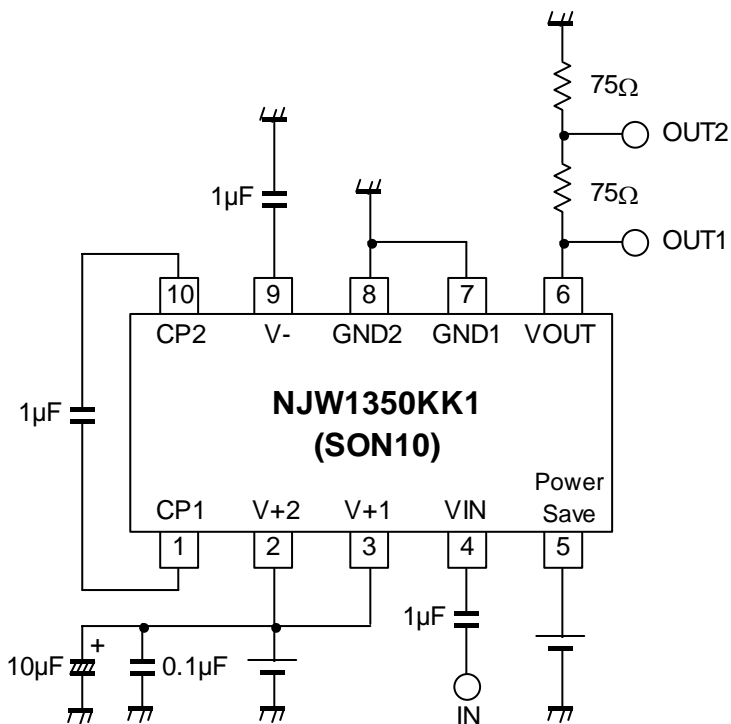 75Ω
OUT2
1µF
75Ω
OUT1
10 9 8 7 6
CP2 V- GND2 GND1 VOUT
1µF
NJW1350KK1
(SON10)
Power
Save
CP1 V+2 V+1 VIN
1 2 3 4 5
1µF
+
10µF 0.1µF
IN